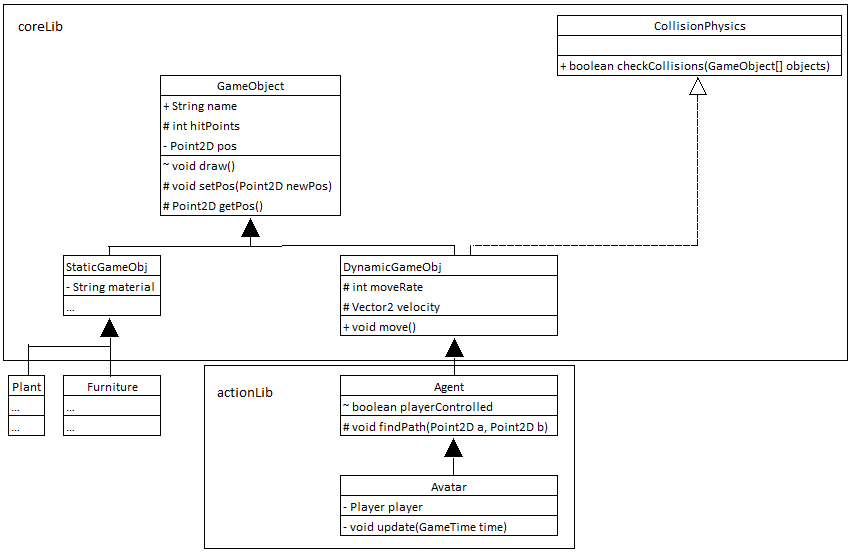 coreLib
CollisionPhysics
+ boolean checkCollisions(GameObject[] objects)
GameObject
+ String name
# int hitPoints
- Point2D pos
~ void draw()
# void setPos(Point2D newPos)
# Point2D getPos()
StaticGameObj
- String material
...
DynamicGameObj
# int moveRate
# Vector2 velocity
+ void move()
Plant
...
...
Furniture
...
...
actionLib
Agent
~ boolean playerControlled
# void findPath(Point2D a, Point2D b)
Avatar
- Player player
- void update(GameTime time)